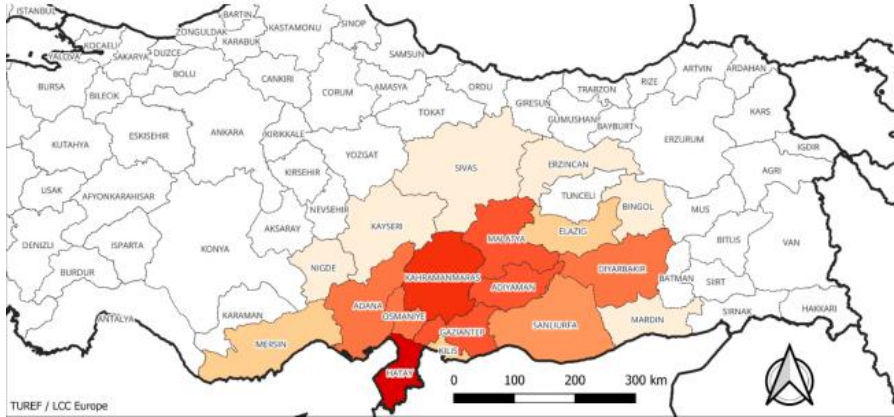 ISTANBUL
BARTIN
KASTAMONU
SINOP
ZONGULDAK
KARABUK
KOCAELI
YALOVA
SAKARYA
DUZCE
BOLU
CANKIRI
SAMSUN
ORDU
TRABZON
RIZE
ARTVIN
ARDAHAN
BURSA
BILECIK
CORUM
AMASYA
TOKAT
GIRESUN
GUMUSHAN
BAYBURT
KARS
ESKISEHIR
ANKARA
KIRIKKALE
ERZURUM
IGDIR
KUTAHYA
YOZGAT
SIVAS
ERZINCAN
AGRI
USAK
AFYONKARAHISAR
KIRSEHIR
NEVSEHIR
TUNCELI
BINGOL
MUS
AKSARAY
KAYSERI
MALATYA
ELAZIG
BITLIS
VAN
DENIZLI
ISPARTA
KONYA
NIGDE
KAHRAMANMARAS
ADIYAMAN
DIYARBAKIR
BATMAN
SIIRT
BURDUR
ADANA
OSMANIYE
GAZIANTEP
SANLIURFA
MARDIN
SIRNAK
HAKKARI
ANTALYA
KARAMAN
MERSIN
KILIS
HATAY
0 100 200 300 km
TUREF / LCC Europe